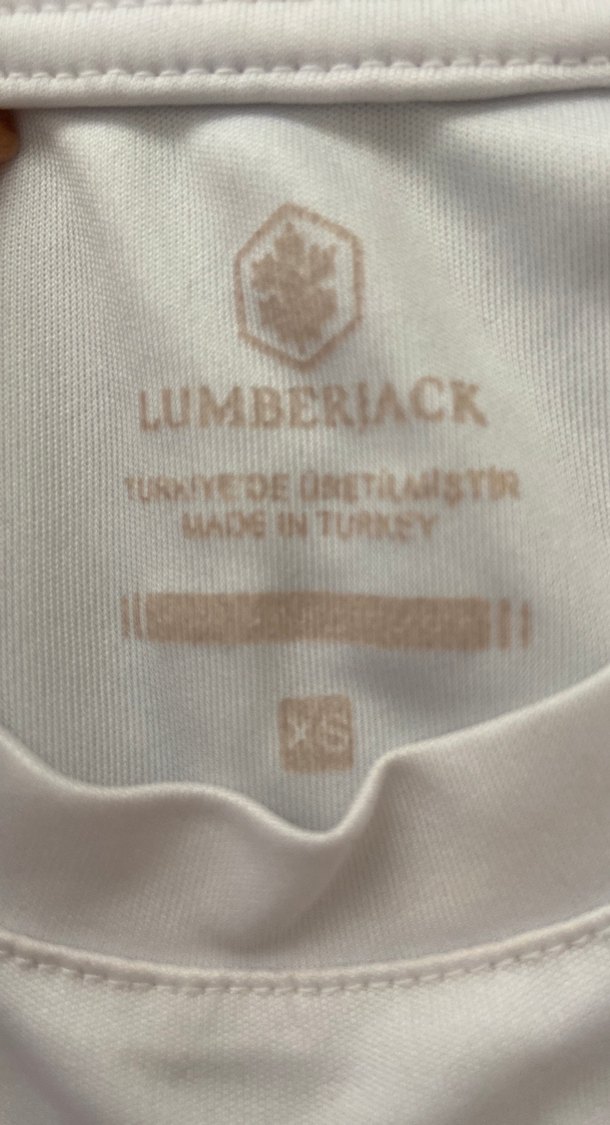 LUMBERJACK
TÜRKİYE'DE ÜRETİLMİŞTİR
MADE IN TURKEY
XS